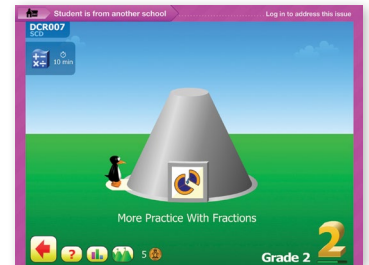 Student is from another school
Log in to address this issue
DCR007
SCD
10 min
More Practice With Fractions
? 5
Grade 2
2